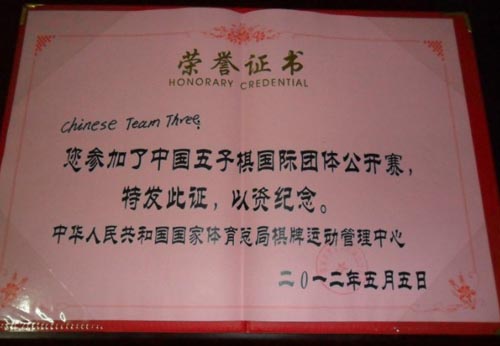 荣誉证书
HONORARY CREDENTIAL
Chinese Team Three:
您参加了中国五子棋国际团体公开赛，
特发此证，以资纪念。
中华人民共和国国家体育总局棋牌运动管理中心
二〇一二年五月五日